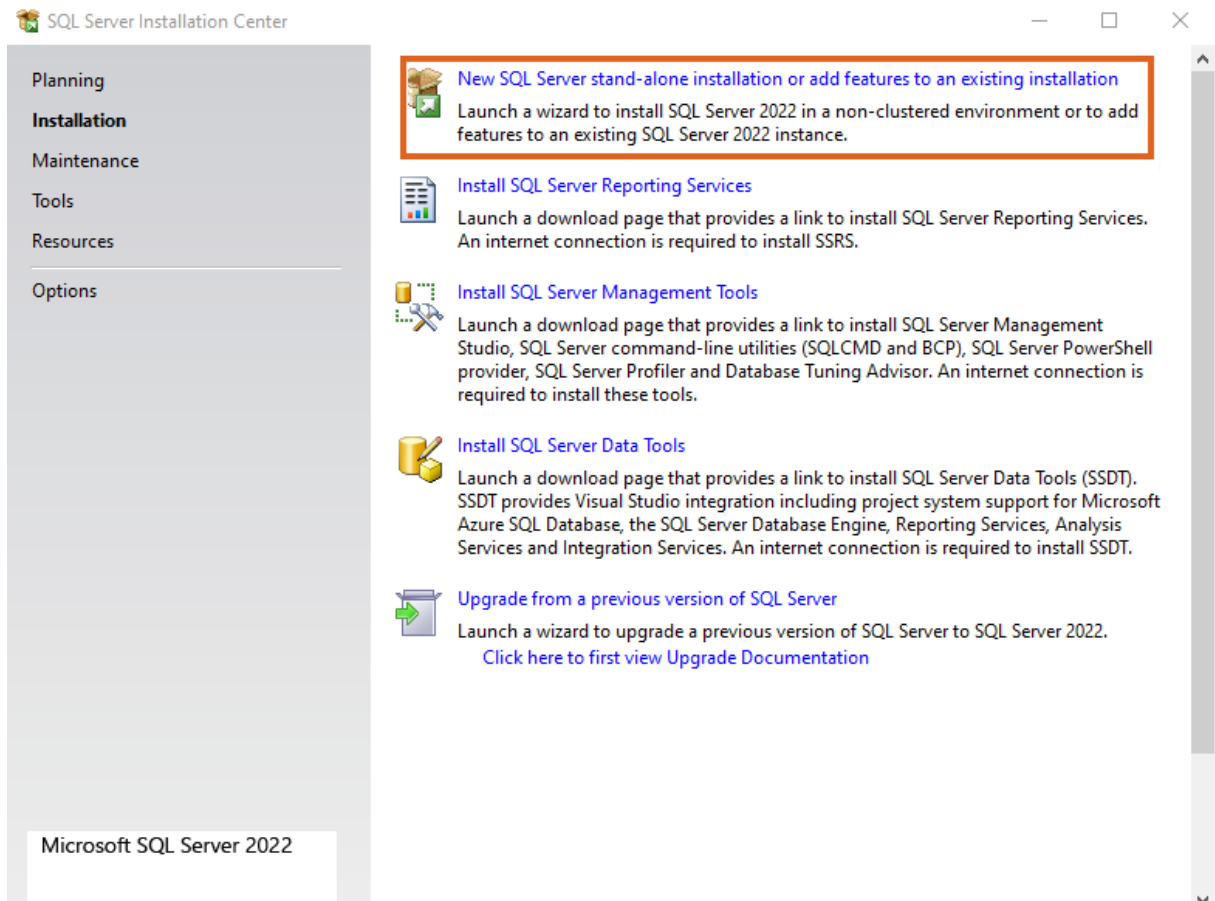 SQL Server Installation Center
Planning
Installation
Maintenance
Tools
Resources
Options
Microsoft SQL Server 2022
New SQL Server stand-alone installation or add features to an existing installation
Launch a wizard to install SQL Server 2022 in a non-clustered environment or to add
features to an existing SQL Server 2022 instance.
Install SQL Server Reporting Services
Launch a download page that provides a link to install SQL Server Reporting Services.
An internet connection is required to install SSRS.
Install SQL Server Management Tools
Launch a download page that provides a link to install SQL Server Management
Studio, SQL Server command-line utilities (SQLCMD and BCP), SQL Server PowerShell
provider, SQL Server Profiler and Database Tuning Advisor. An internet connection is
required to install these tools.
Install SQL Server Data Tools
Launch a download page that provides a link to install SQL Server Data Tools (SSDT).
SSDT provides Visual Studio integration including project system support for Microsoft
Azure SQL Database, the SQL Server Database Engine, Reporting Services, Analysis
Services and Integration Services. An internet connection is required to install SSDT.
Upgrade from a previous version of SQL Server
Launch a wizard to upgrade a previous version of SQL Server to SQL Server 2022.
Click here to first view Upgrade Documentation